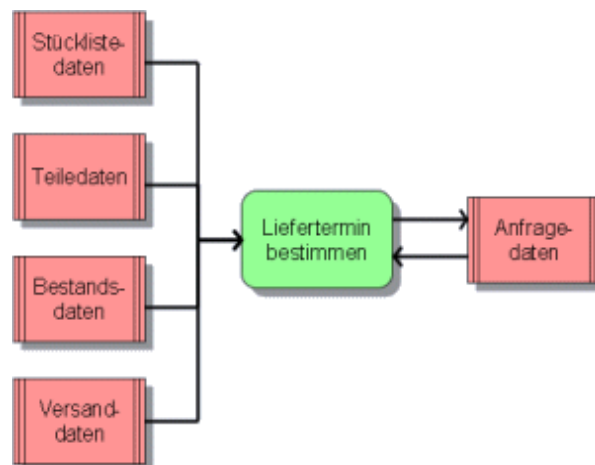 Stückliste-
daten
Teiledaten
Bestands-
daten
Versand-
daten
Liefertermin
bestimmen
Anfrage-
daten